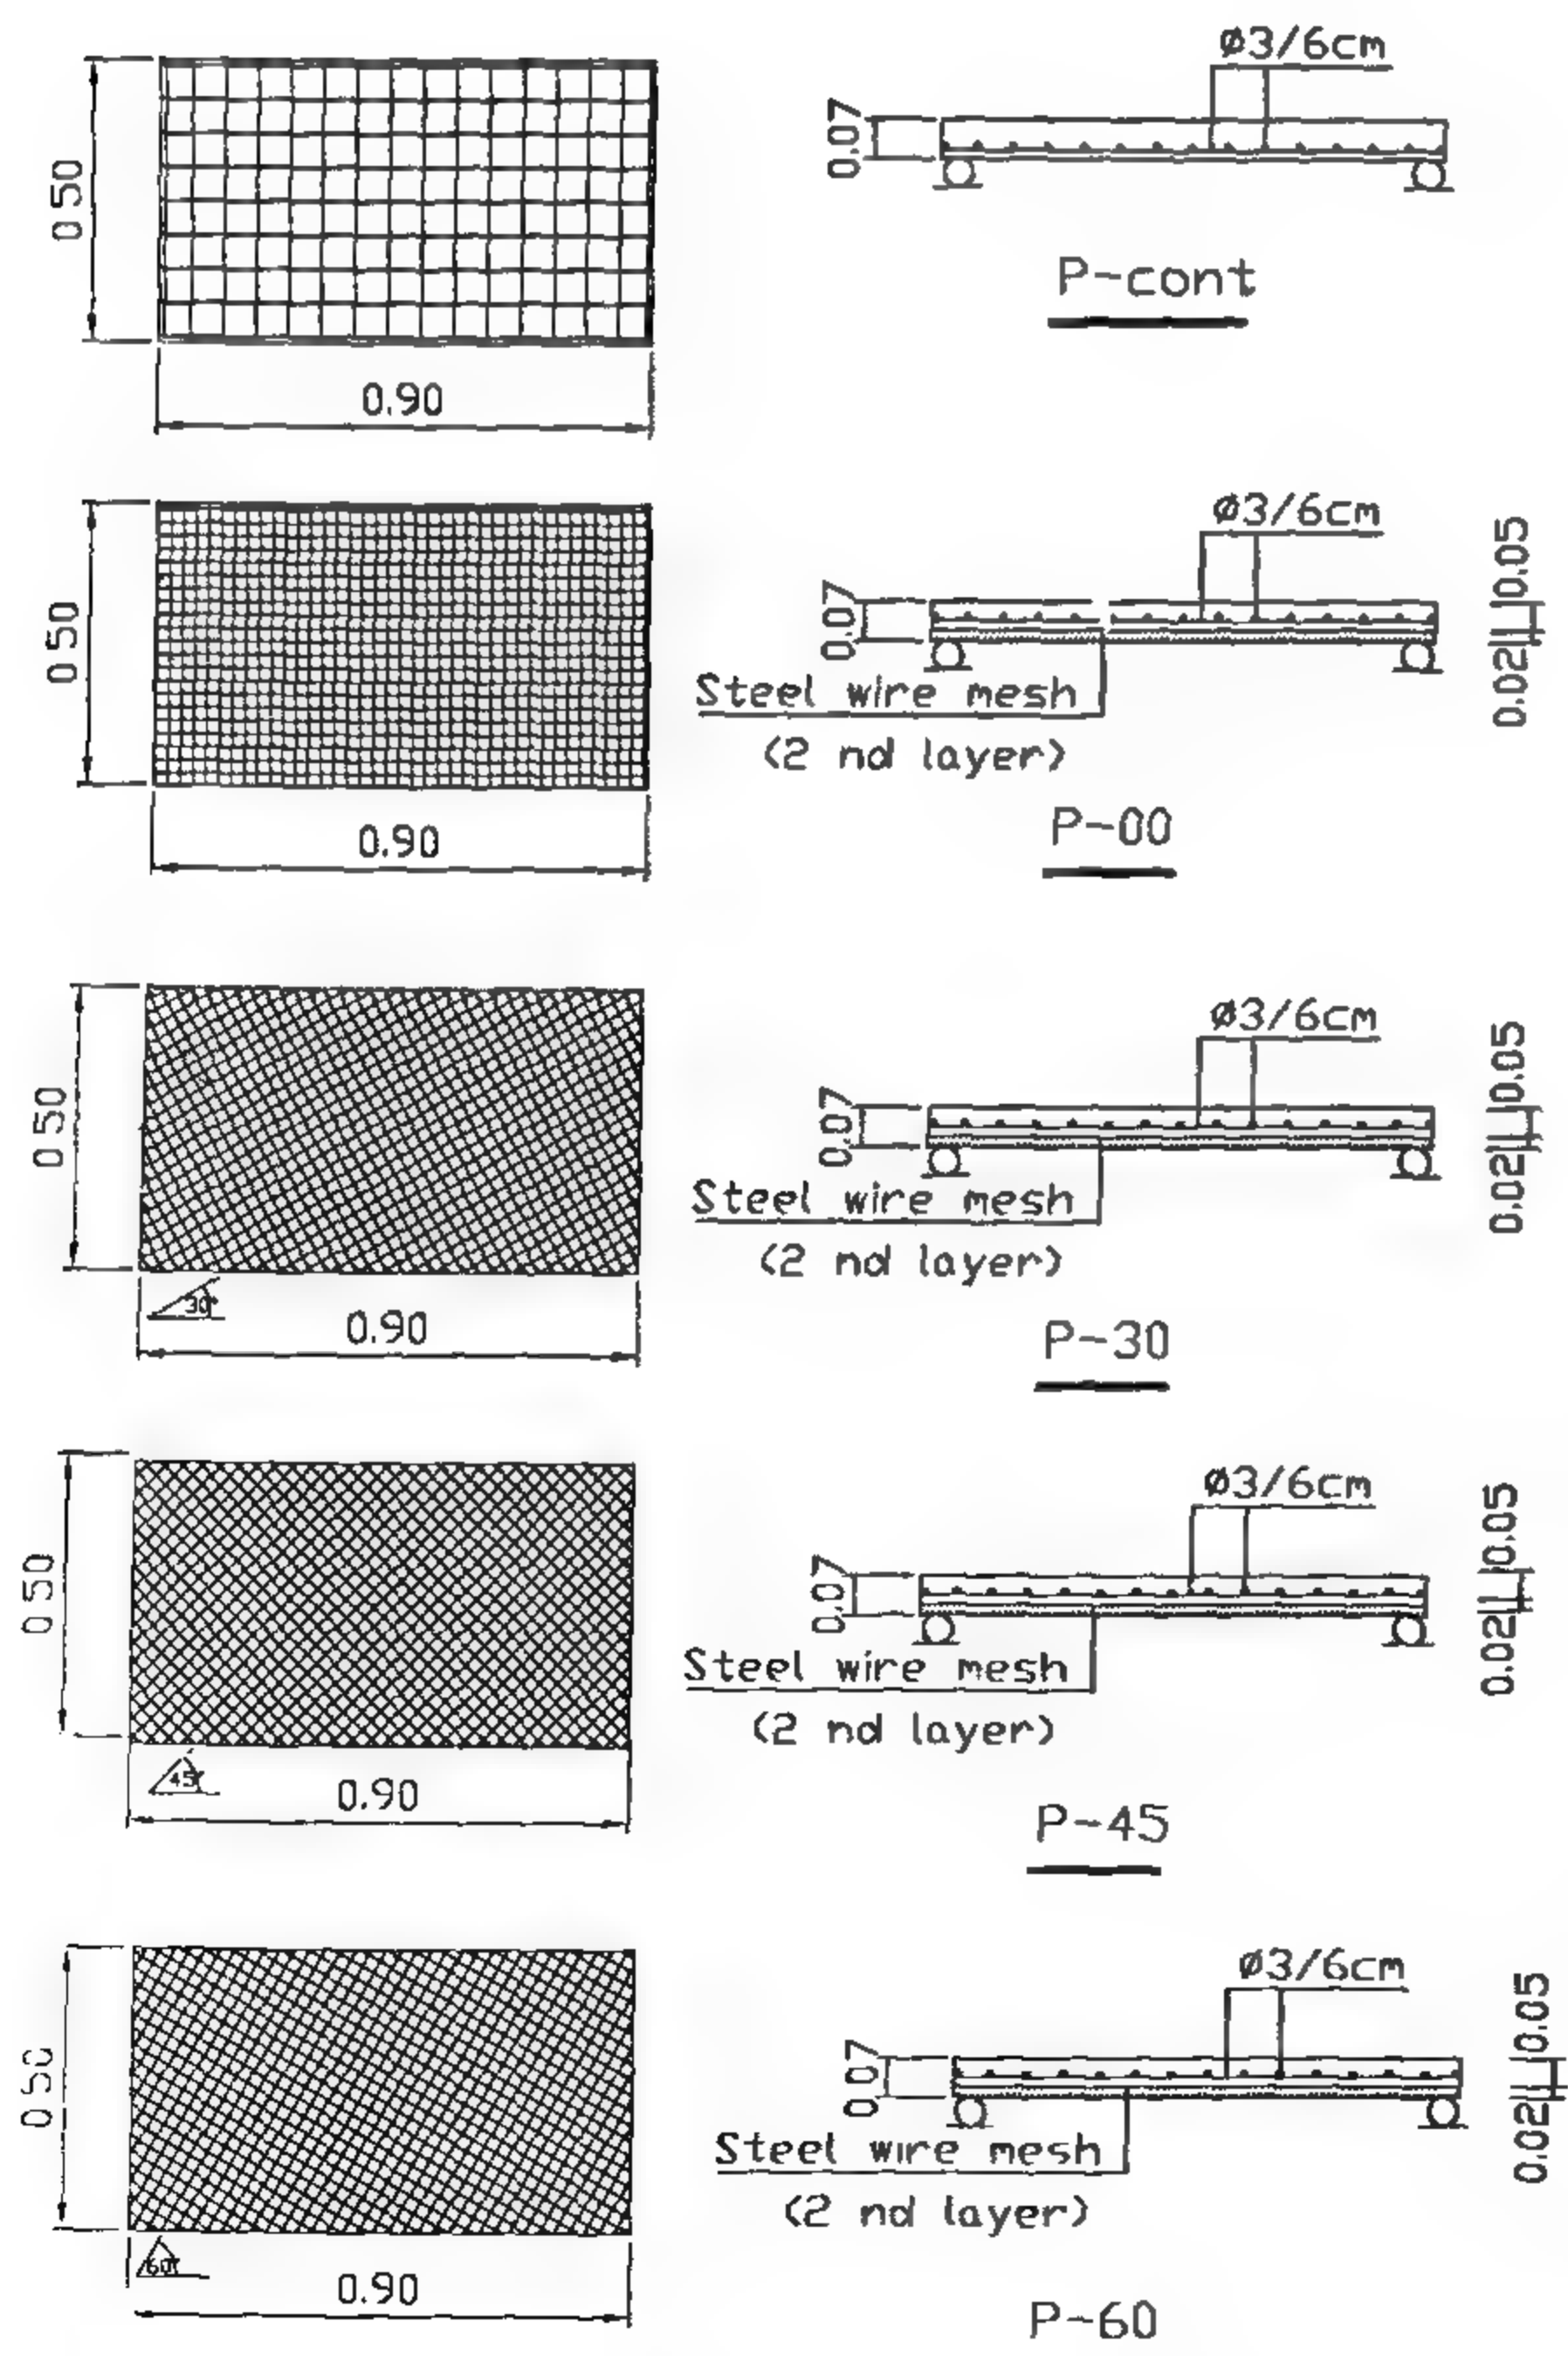 Ø3/6cm
0.07
0 50
P-cont
0.90
Ø3/6cm
0.05
0.07
0 50
0.02
Steel wire mesh
(2 nd layer)
P-00
0.90
Ø3/6cm
0.05
0.07
0 50
0.02
Steel wire mesh
(2 nd layer)
30°
0.90
P-30
Ø3/6cm
0.05
0.07
0 50
0.02
Steel wire mesh
(2 nd layer)
45°
0.90
P-45
Ø3/6cm
0.05
0.07
0 50
0.02
Steel wire mesh
(2 nd layer)
60°
0.90
P-60